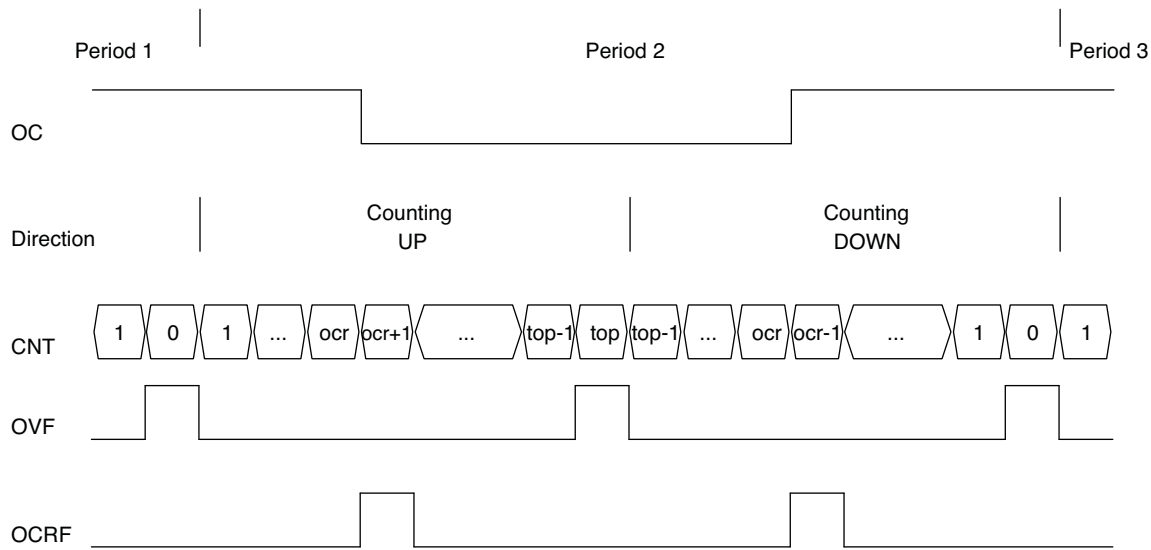 Period 1 Period 2 Period 3
OC
Direction
Counting
UP
Counting
DOWN
CNT 1 0 1 ... ocr ocr+1 ... top-1 top top-1 ... ocr ocr-1 ... 1 0 1
OVF
OCRF